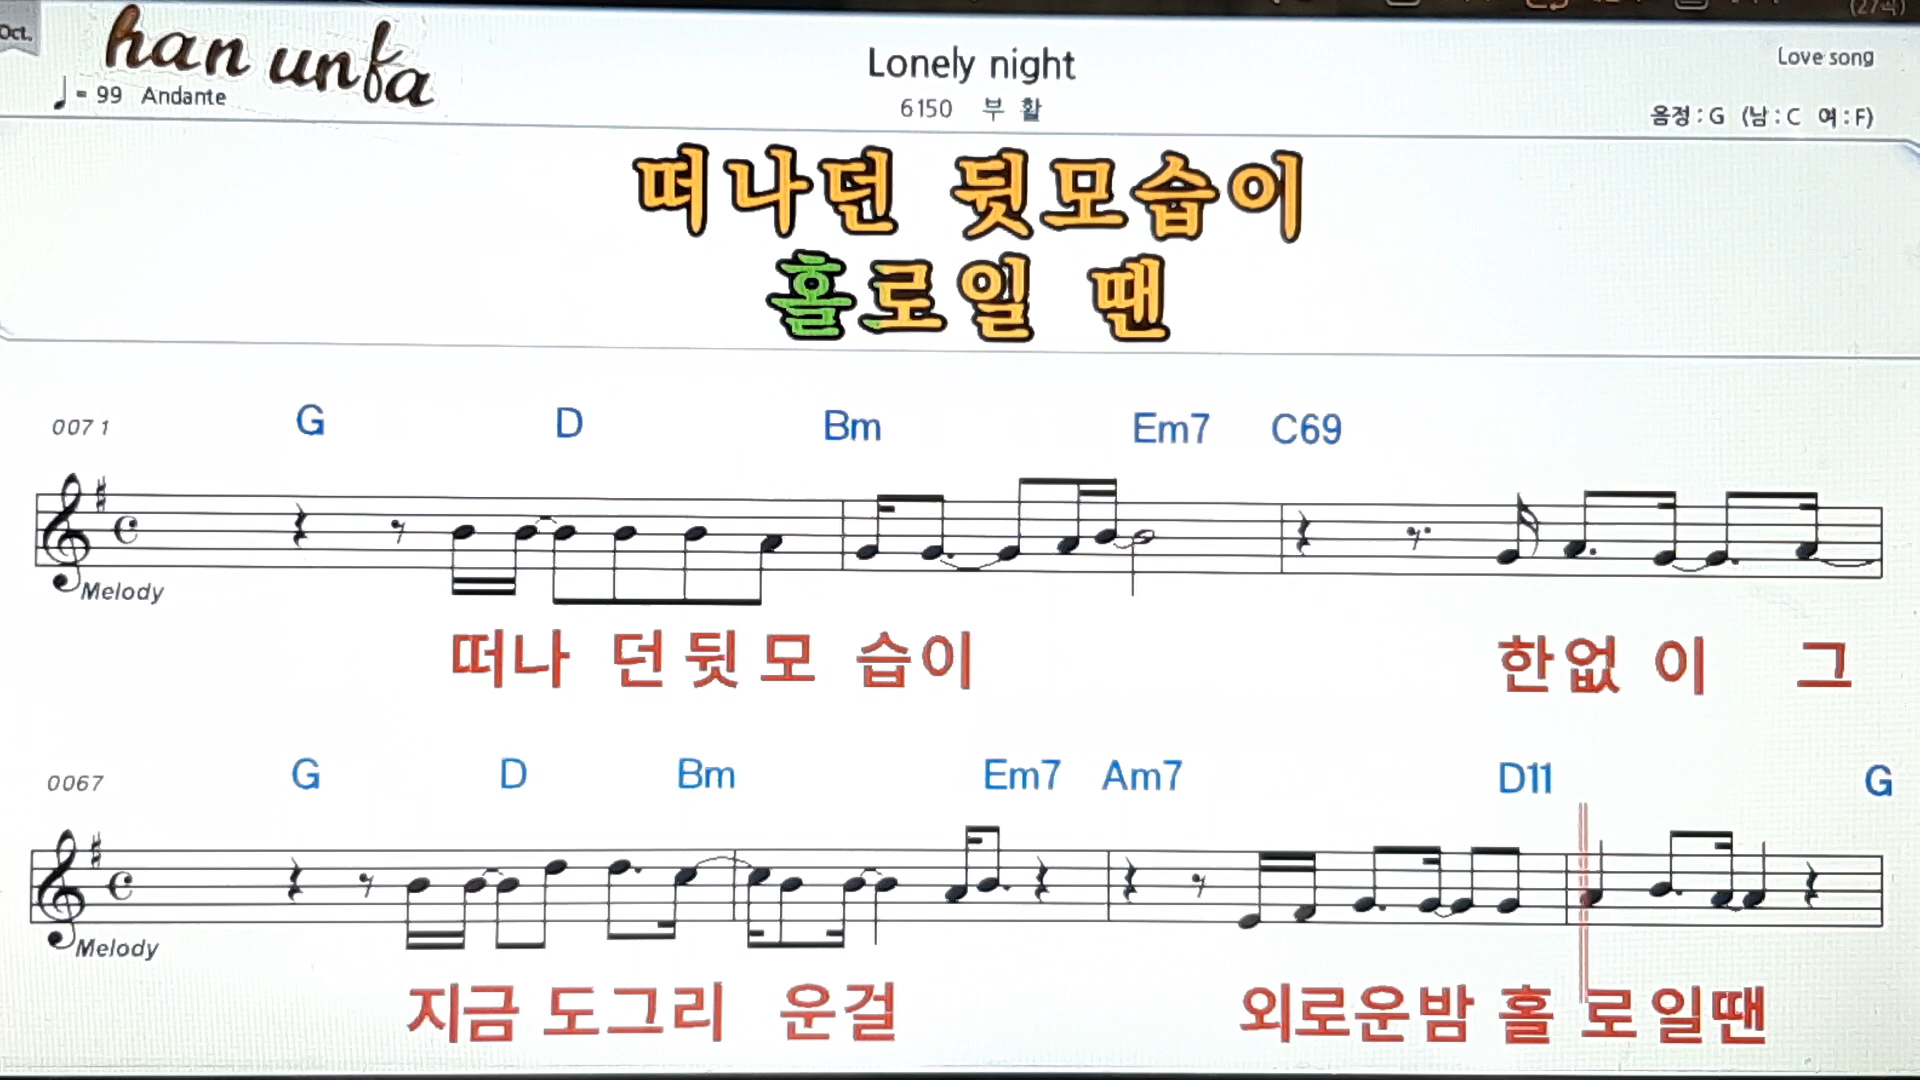 Oct.
han unfa
Lonely night
Love song
♩= 99 Andante
6150 부 활
음정 : G (남 : C 여 : F)
떠나던 뒷모습이
홀로일 땐
0071 G D Bm Em7 C69
Melody
떠나 던뒷모 습이 한없 이 그
0067 G D Bm Em7 Am7 D11 G
Melody
지금 도그리 운걸 외로운밤 홀 로일땐